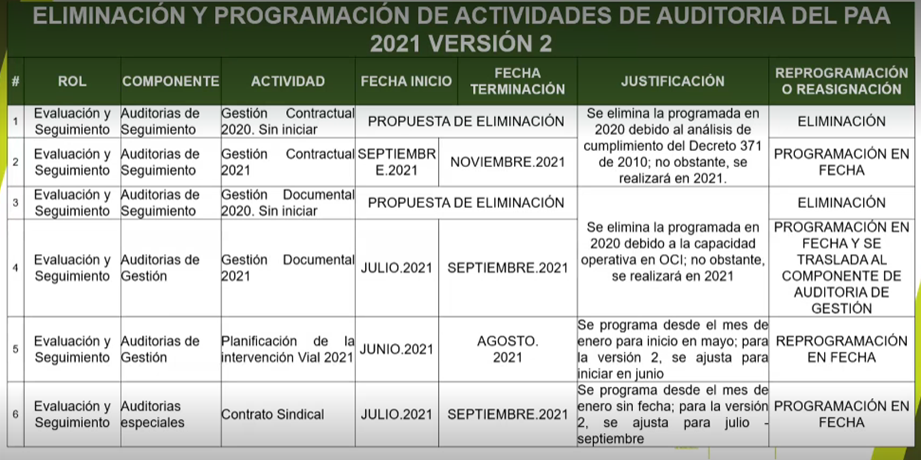 ELIMINACIÓN Y PROGRAMACIÓN DE ACTIVIDADES DE AUDITORIA DEL PAA
2021 VERSIÓN 2
# ROL COMPONENTE ACTIVIDAD FECHA INICIO FECHA TERMINACIÓN JUSTIFICACIÓN REPROGRAMACIÓN O REASIGNACIÓN
1 Evaluación y Seguimiento Auditorias de Seguimiento Gestión Contractual 2020. Sin iniciar PROPUESTA DE ELIMINACIÓN Se elimina la programada en 2020 debido al análisis de cumplimiento del Decreto 371 de 2010; no obstante, se realizará en 2021. ELIMINACIÓN
2 Evaluación y Seguimiento Auditorias de Seguimiento Gestión Contractual 2021 SEPTIEMBRE.2021 NOVIEMBRE.2021 PROGRAMACIÓN EN FECHA
3 Evaluación y Seguimiento Auditorias de Seguimiento Gestión Documental 2020. Sin iniciar PROPUESTA DE ELIMINACIÓN Se elimina la programada en 2020 debido a la capacidad operativa en OCI; no obstante, se realizará en 2021 ELIMINACIÓN
4 Evaluación y Seguimiento Auditorias de Gestión Gestión Documental 2021 JULIO.2021 SEPTIEMBRE.2021 PROGRAMACIÓN EN FECHA Y SE TRASLADA AL COMPONENTE DE AUDITORIA DE GESTIÓN
5 Evaluación y Seguimiento Auditorias de Gestión Planificación de la intervención Vial 2021 JUNIO.2021 AGOSTO. 2021 Se programa desde el mes de enero para inicio en mayo; para la versión 2, se ajusta para iniciar en junio REPROGRAMACIÓN EN FECHA
6 Evaluación y Seguimiento Auditorias especiales Contrato Sindical JULIO.2021 SEPTIEMBRE.2021 Se programa desde el mes de enero sin fecha; para la versión 2, se ajusta para julio - septiembre PROGRAMACIÓN EN FECHA